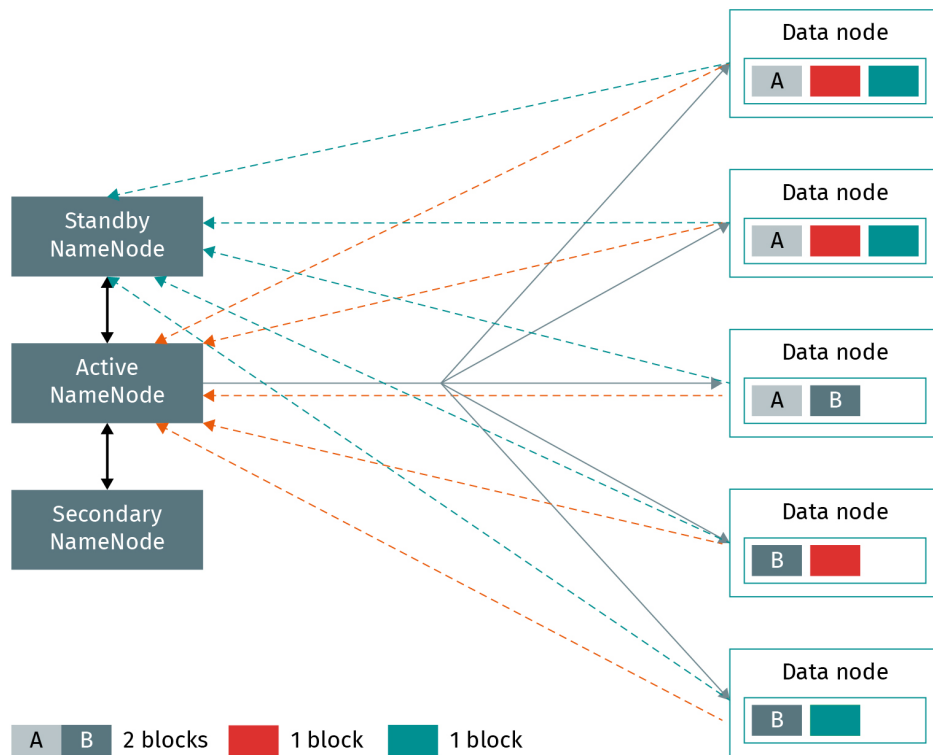 Data node
A
Data node
A
Standby
NameNode
Data node
A B
Active
NameNode
Data node
B
Secondary
NameNode
Data node
B
A B 2 blocks 1 block 1 block